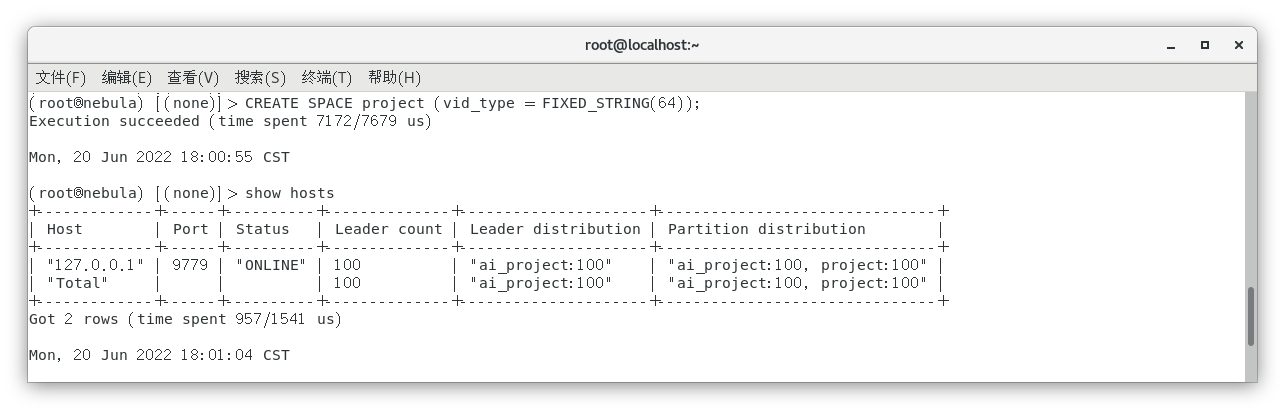 root@localhost:~
文件(F) 编辑(E) 查看(V) 搜索(S) 终端(T) 帮助(H)
(root@nebula) [(none)]> CREATE SPACE project (vid_type = FIXED_STRING(64));
Execution succeeded (time spent 7172/7679 us)
Mon, 20 Jun 2022 18:00:55 CST
(root@nebula) [(none)]> show hosts
+-------------+------+----------+--------------+---------------------+------------------------------+
| Host        | Port | Status   | Leader count | Leader distribution | Partition distribution       |
+-------------+------+----------+--------------+---------------------+------------------------------+
| "127.0.0.1" | 9779 | "ONLINE" | 100          | "ai_project:100"    | "ai_project:100, project:100" |
| "Total"     |      |          | 100          | "ai_project:100"    | "ai_project:100, project:100" |
+-------------+------+----------+--------------+---------------------+------------------------------+
Got 2 rows (time spent 957/1541 us)
Mon, 20 Jun 2022 18:01:04 CST